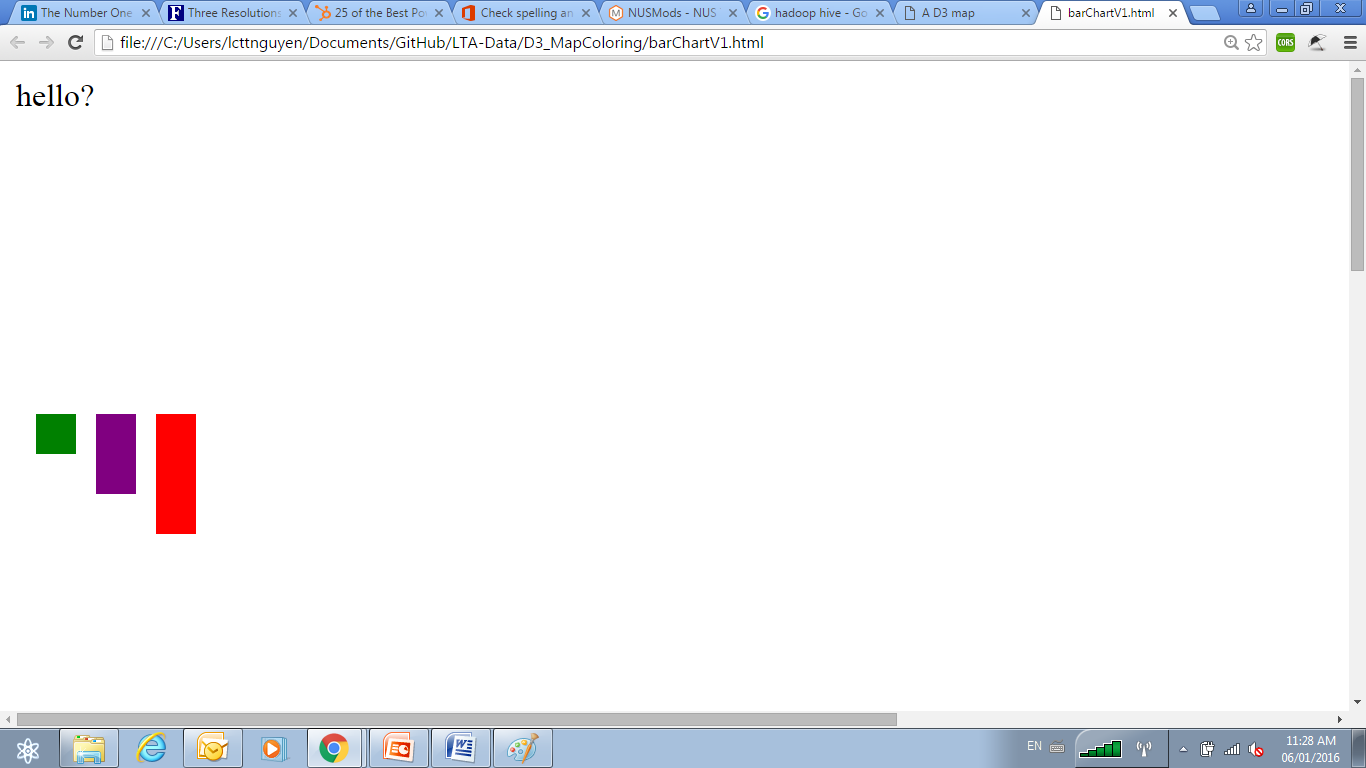 The Number One
Three Resolutions
25 of the Best Po
Check spelling an
NUSMods - NUS
hadoop hive - Go
A D3 map
barChartV1.html
file:///C:/Users/lcttnguyen/Documents/GitHub/LTA-Data/D3_MapColoring/barChartV1.html
CORS
hello?
EN
11:28 AM
06/01/2016